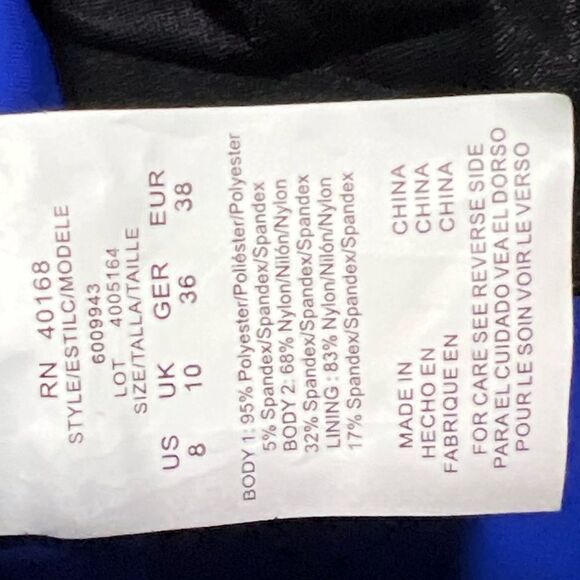 RN 40168
STYLE/ESTILC/MODELE
6009943
LOT 4005164
SIZE/TALLA/TAILLE
US UK GER EUR
8 10 36 38
BODY 1: 95% Polyester/Poliéster/Polyester
5% Spandex/Spandex/Spandex
BODY 2: 68% Nylon/Nilón/Nylon
32% Spandex/Spandex/Spandex
LINING: 83% Nylon/Nilón/Nylon
17% Spandex/Spandex/Spandex
MADE IN CHINA
HECHO EN CHINA
FABRIQUE EN CHINA
FOR CARE SEE REVERSE SIDE
PARA EL CUIDADO VEA EL DORSO
POUR LE SOIN VOIR LE VERSO